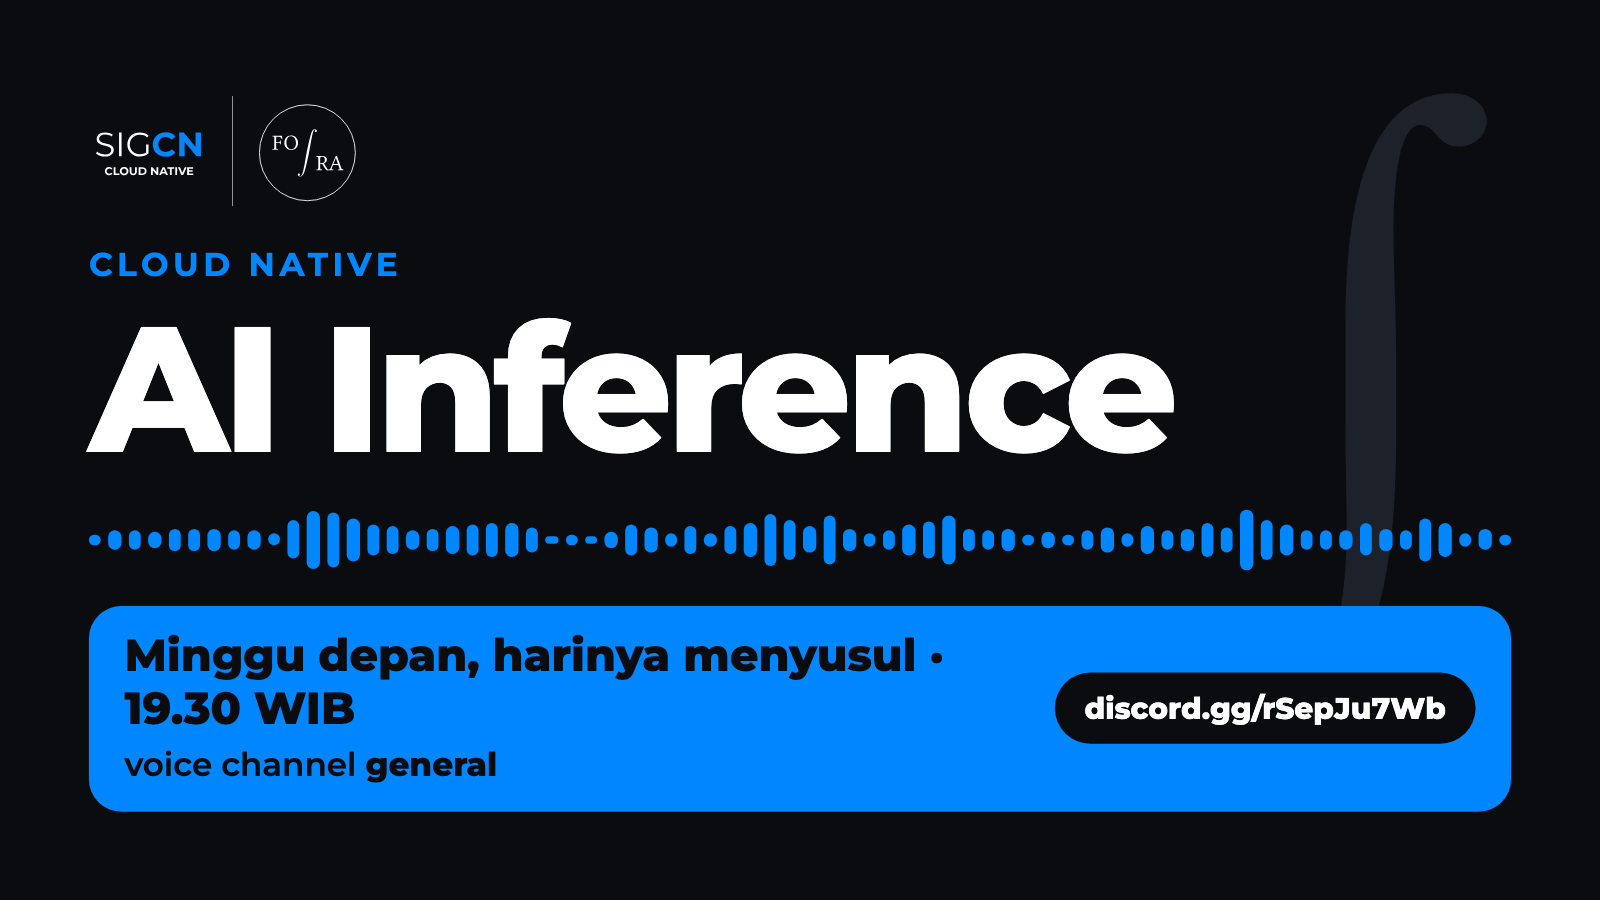 SIGCN
CLOUD NATIVE
FO∫RA
CLOUD NATIVE
AI Inference
Minggu depan, harinya menyusul •
19.30 WIB
voice channel general
discord.gg/rSepJu7Wb